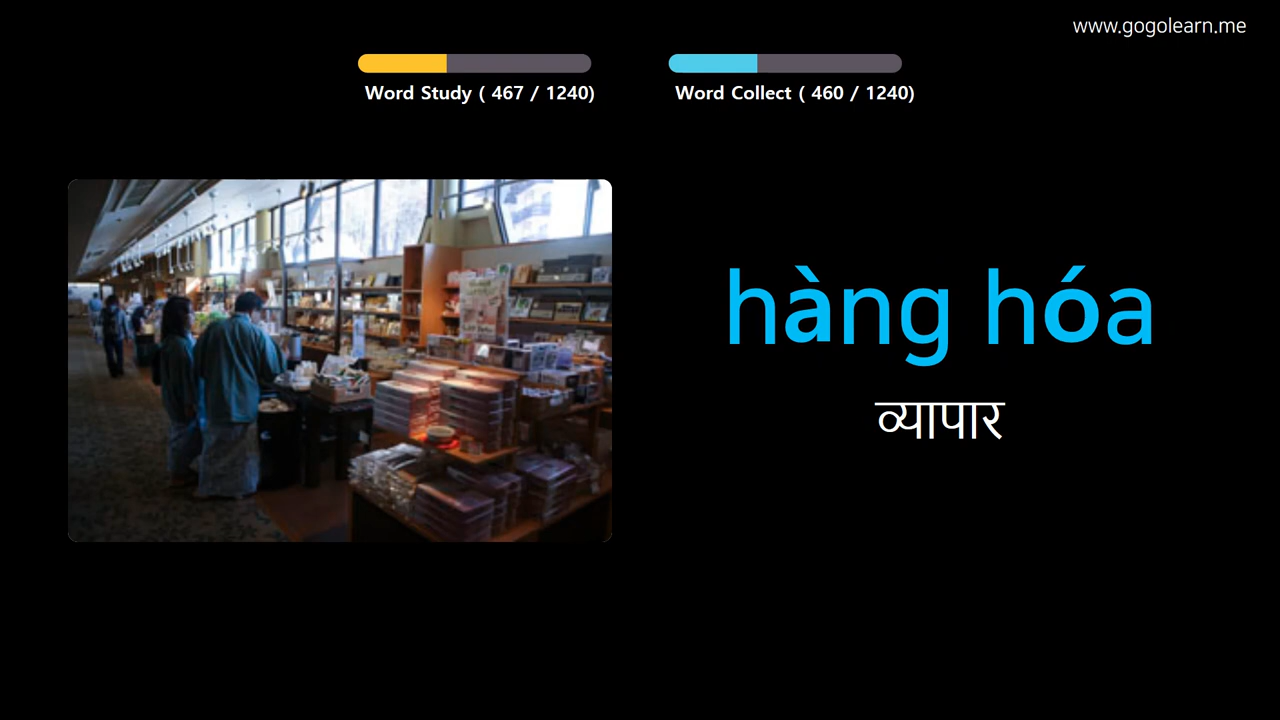 www.gogolearn.me
Word Study ( 467 / 1240)
Word Collect ( 460 / 1240)
hàng hóa
व्यापार